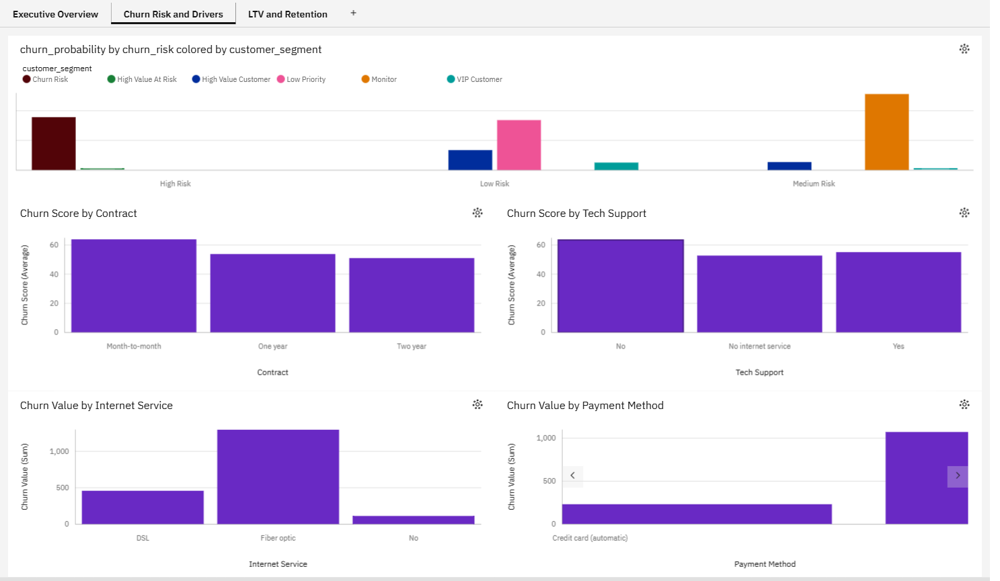 Executive Overview Churn Risk and Drivers LTV and Retention +
churn_probability by churn_risk colored by customer_segment
customer_segment
Churn Risk High Value At Risk High Value Customer Low Priority Monitor VIP Customer
High Risk Low Risk Medium Risk
Churn Score by Contract
Churn Score (Average)
60
40
20
0
Month-to-month One year Two year
Contract
Churn Score by Tech Support
Churn Score (Average)
60
40
20
0
No No internet service Yes
Tech Support
Churn Value by Internet Service
Churn Value (Sum)
1,000
500
0
DSL Fiber optic No
Internet Service
Churn Value by Payment Method
Churn Value (Sum)
1,000
500
0
Credit card (automatic)
Payment Method